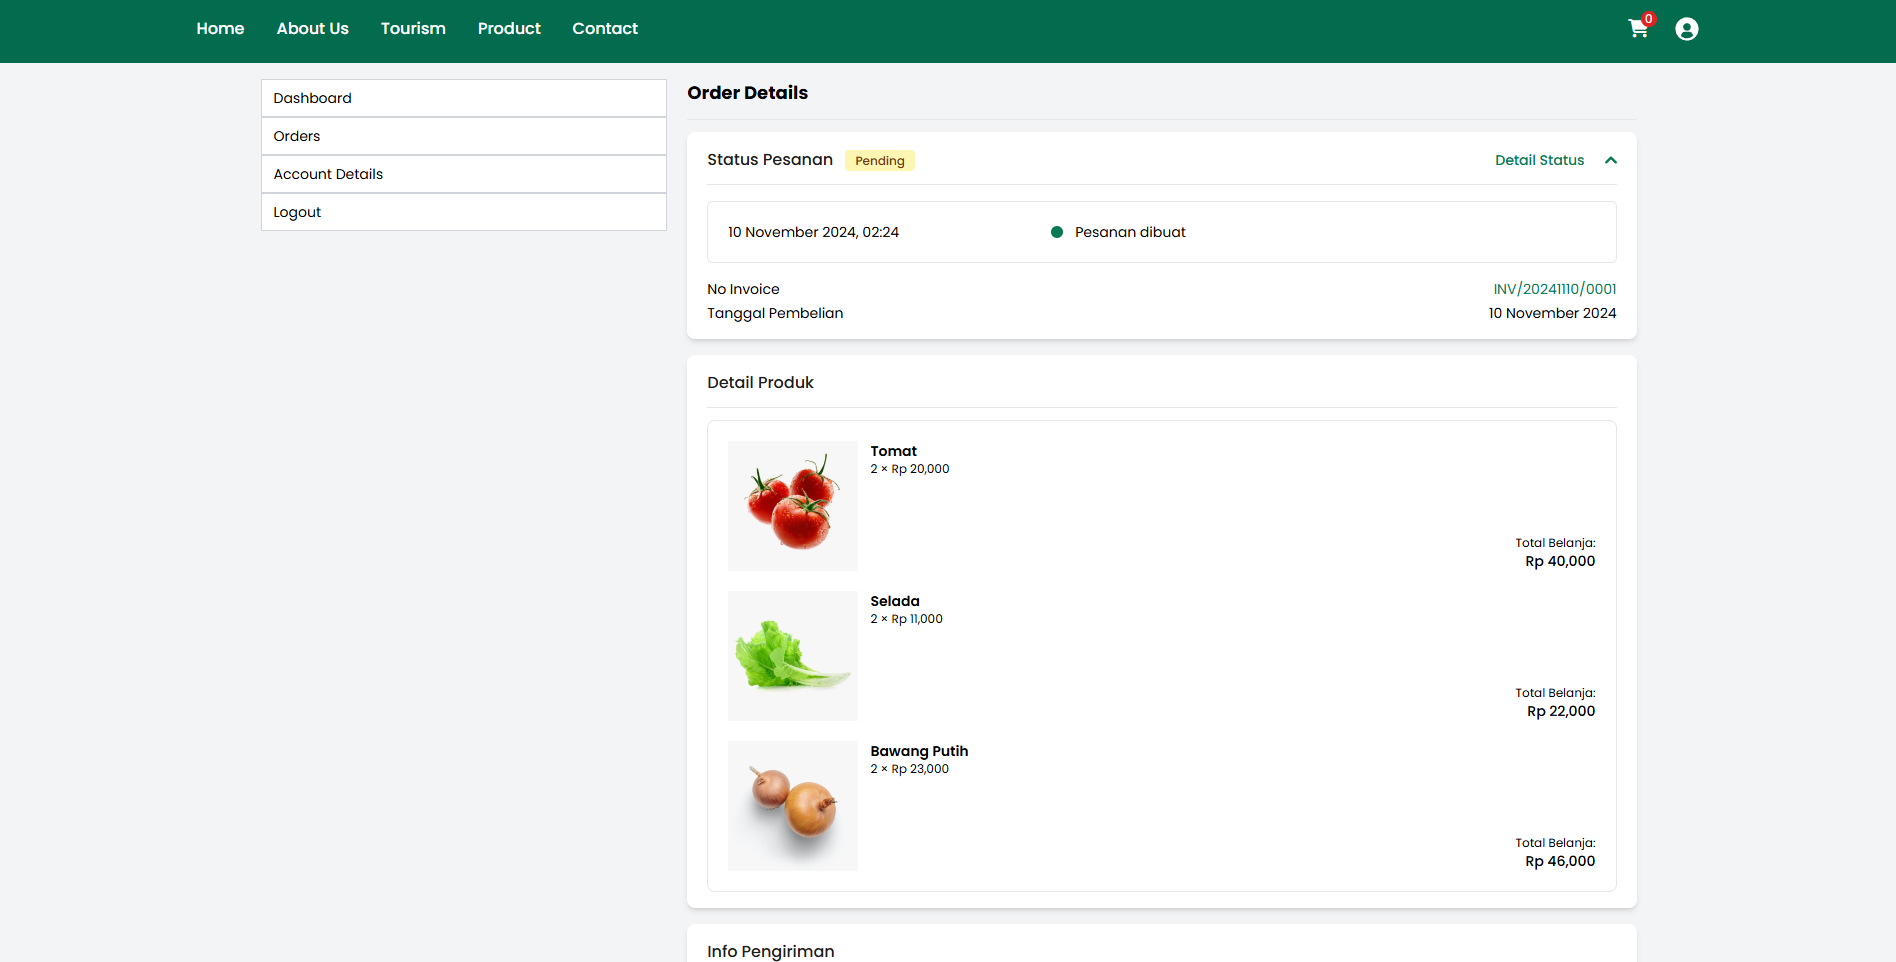 Home About Us Tourism Product Contact 0
Dashboard
Orders
Account Details
Logout
Order Details
Status Pesanan Pending Detail Status
10 November 2024, 02:24 Pesanan dibuat
No Invoice INV/20241110/0001
Tanggal Pembelian 10 November 2024
Detail Produk
Tomat
2 × Rp 20,000
Total Belanja:
Rp 40,000
Selada
2 × Rp 11,000
Total Belanja:
Rp 22,000
Bawang Putih
2 × Rp 23,000
Total Belanja:
Rp 46,000
Info Pengiriman